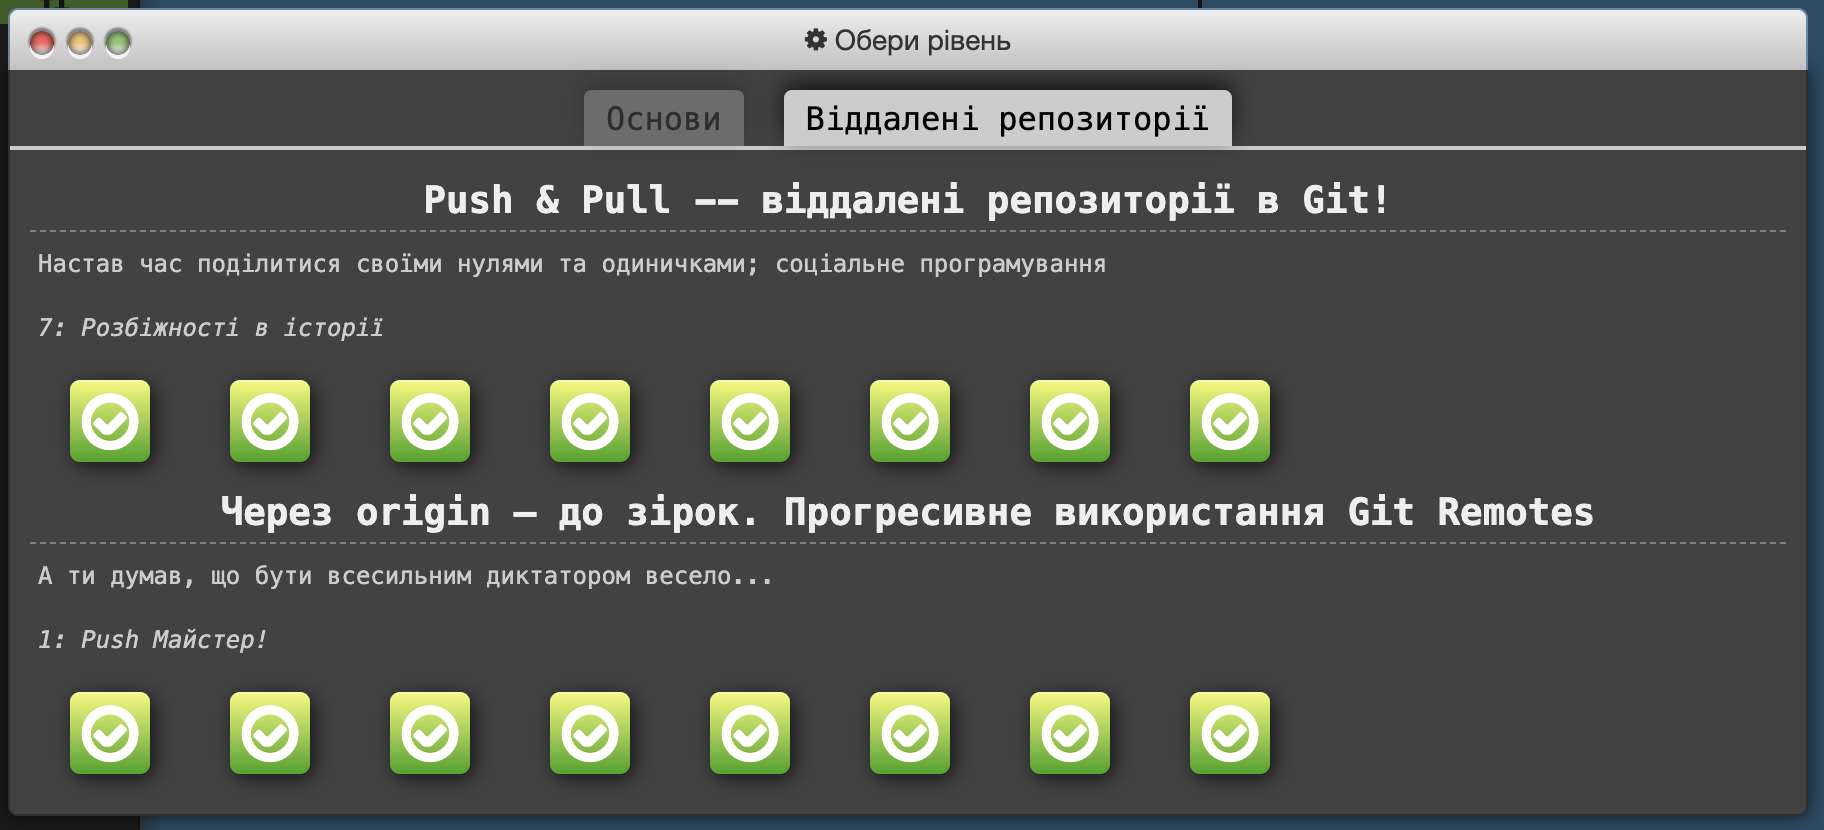 Обери рівень
Основи
Віддалені репозиторії
Push & Pull -- віддалені репозиторії в Git!
Настав час поділитися своїми нулями та одиничками; соціальне програмування
7: Розбіжності в історії
Через origin – до зірок. Прогресивне використання Git Remotes
А ти думав, що бути всесильним диктатором весело...
1: Push Майстер!